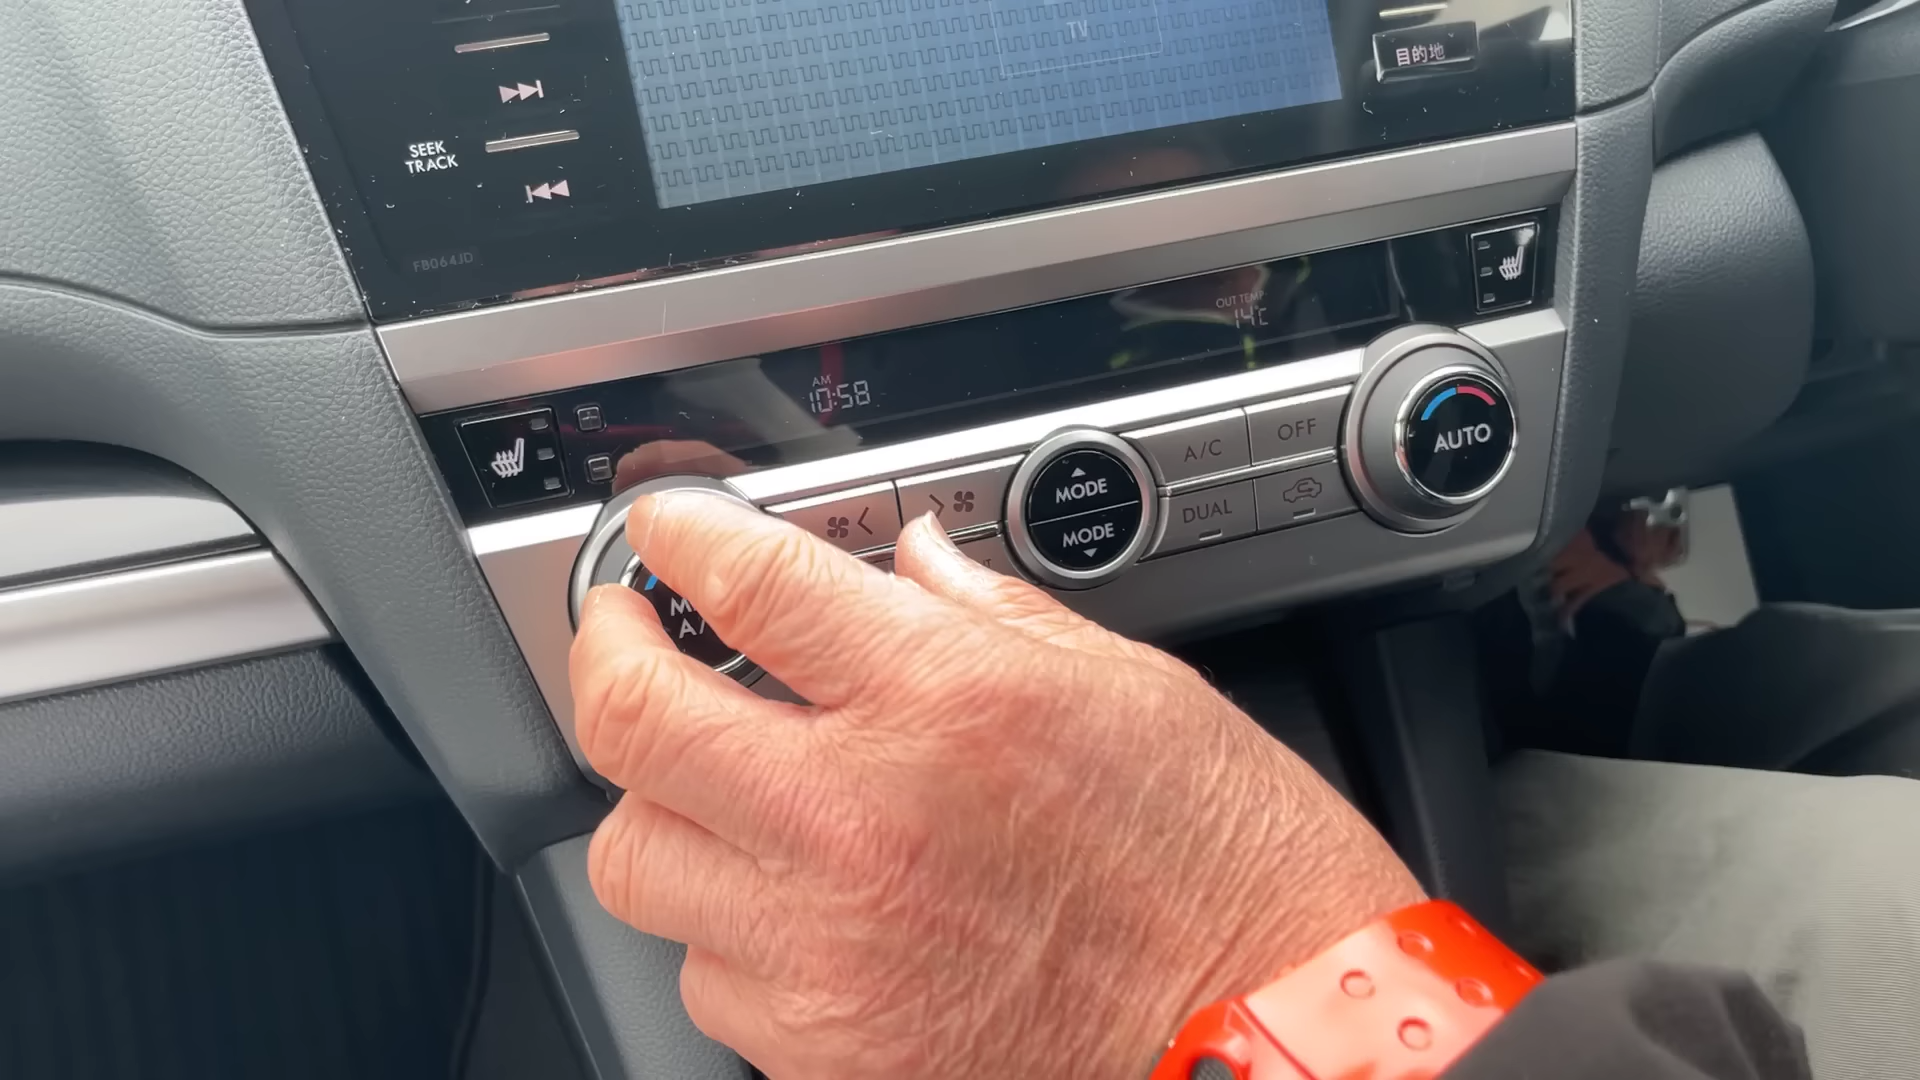 TV
目的地
SEEK
TRACK
FB064JD
OUT TEMP
14℃
AM
10:58
A/C
OFF
AUTO
MODE
MODE
DUAL
A/